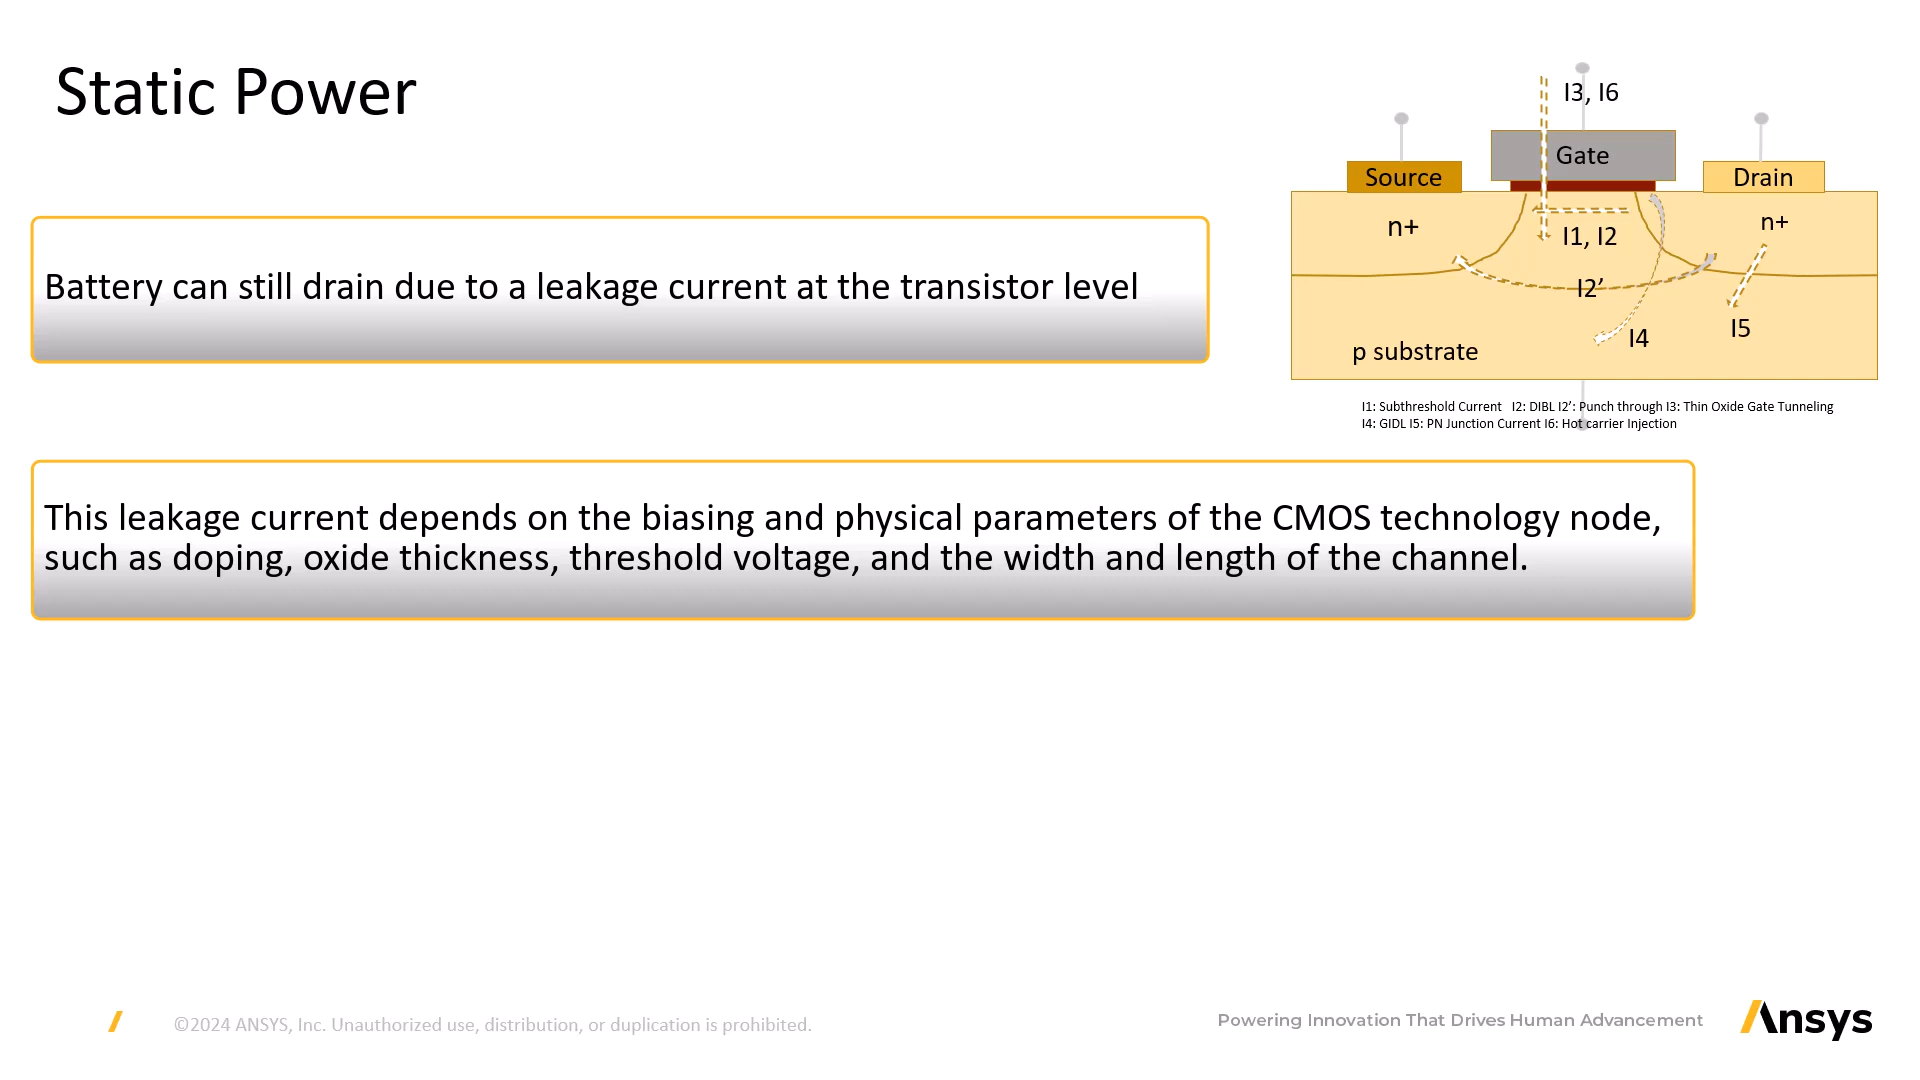 Static Power
I3, I6
Gate
Source
Drain
n+
n+
I1, I2
I2’
I4
I5
p substrate
I1: Subthreshold Current I2: DIBL I2’: Punch through I3: Thin Oxide Gate Tunneling
I4: GIDL I5: PN Junction Current I6: Hot carrier Injection
Battery can still drain due to a leakage current at the transistor level
This leakage current depends on the biasing and physical parameters of the CMOS technology node,
such as doping, oxide thickness, threshold voltage, and the width and length of the channel.
©2024 ANSYS, Inc. Unauthorized use, distribution, or duplication is prohibited.
Powering Innovation That Drives Human Advancement
Ansys